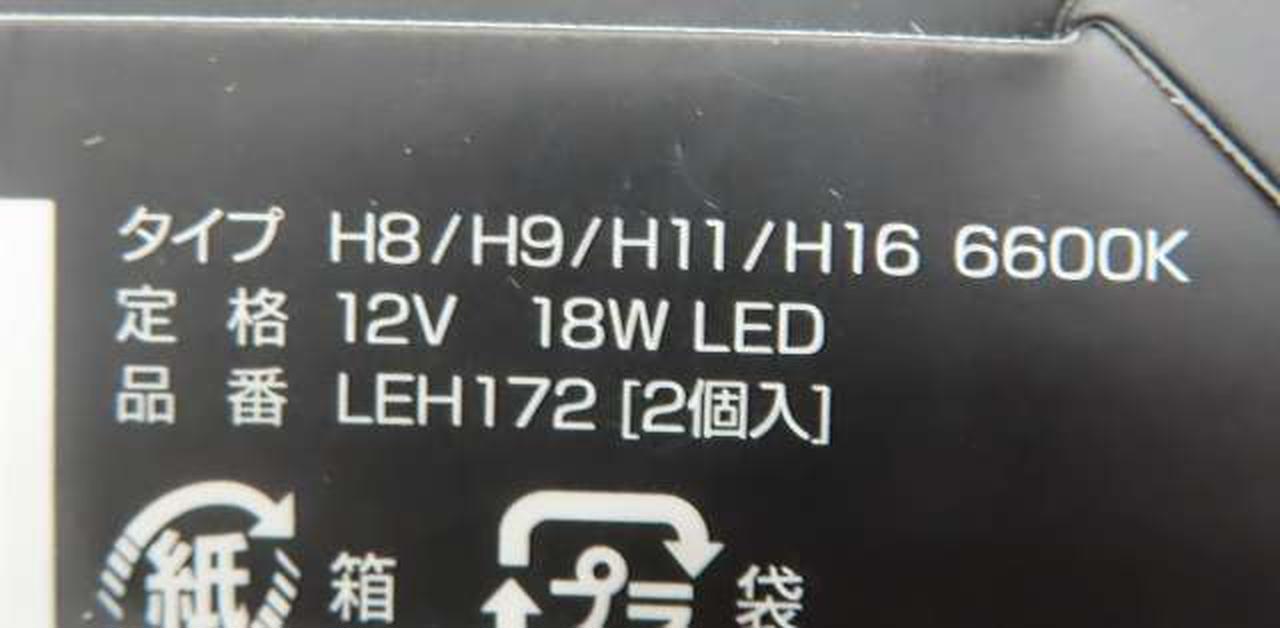 タイプ H8/H9/H11/H16 6600K
定 格 12V 18W LED
品 番 LEH172 [2個入]
紙 箱 プラ 袋